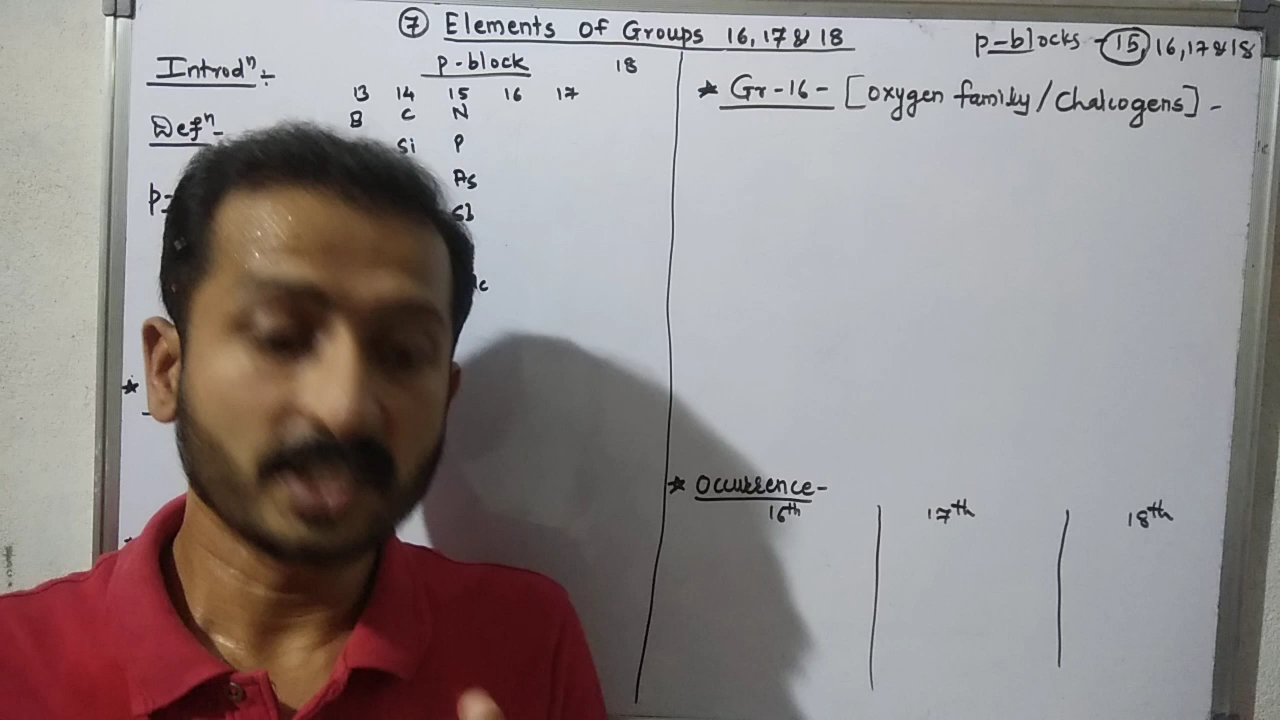 ⑦ Elements of Groups 16, 17 & 18
p-blocks - 15, 16, 17 & 18
Introdⁿ :-
p-block
18
13 14 15 16 17
B C N
Defⁿ-
Si P
As
Sb
* Gr-16- [Oxygen family/Chalcogens] -
* Occurrence-
16th 17th 18th